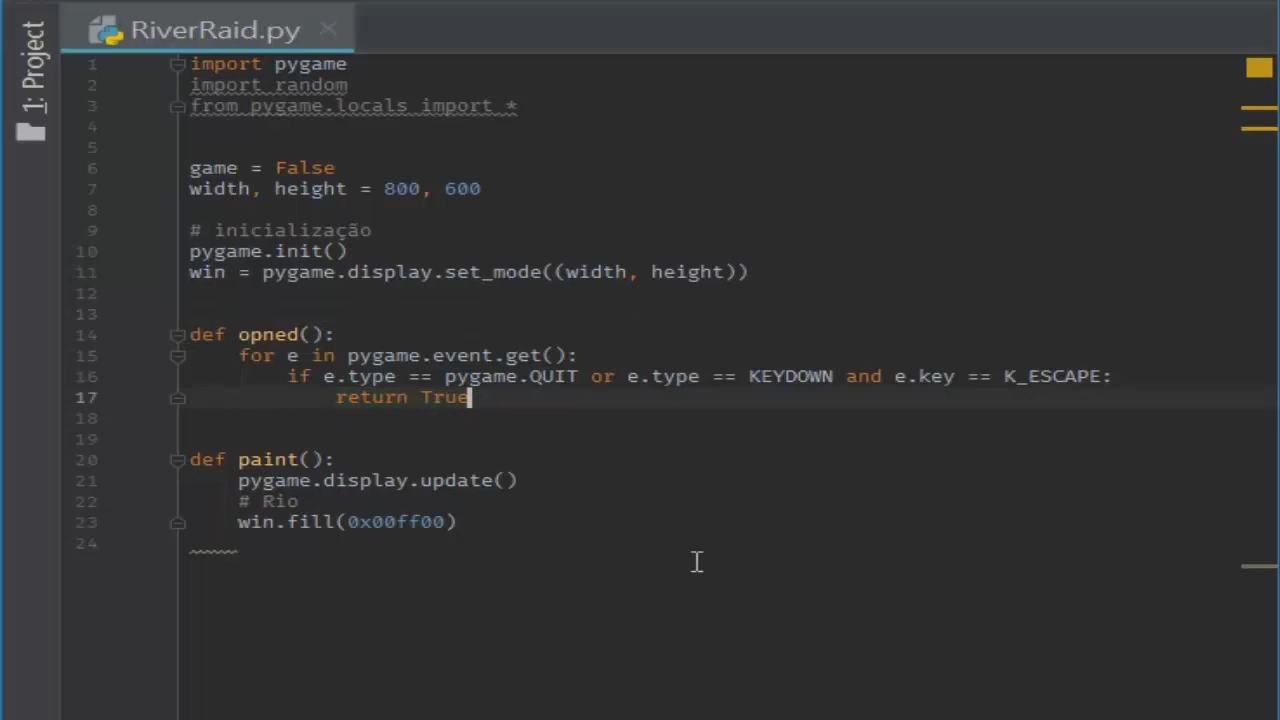 RiverRaid.py
1: Project
1 import pygame
2 import random
3 from pygame.locals import *
4
5
6 game = False
7 width, height = 800, 600
8
9 # inicialização
10 pygame.init()
11 win = pygame.display.set_mode((width, height))
12
13
14 def opned():
15     for e in pygame.event.get():
16         if e.type == pygame.QUIT or e.type == KEYDOWN and e.key == K_ESCAPE:
17             return True
18
19
20 def paint():
21     pygame.display.update()
22     # Rio
23     win.fill(0x00ff00)
24